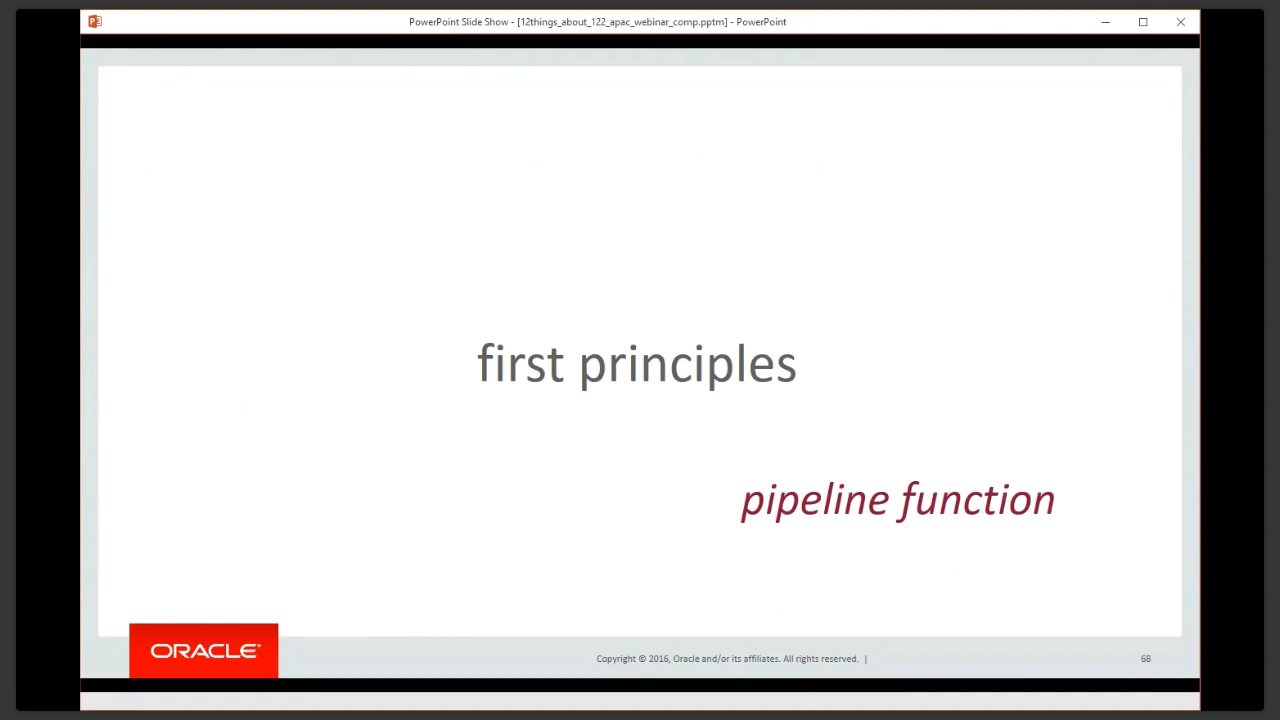 PowerPoint Slide Show - [12things_about_122_apac_webinar_comp.pptm] - PowerPoint
first principles
pipeline function
ORACLE
Copyright © 2016, Oracle and/or its affiliates. All rights reserved. |
68